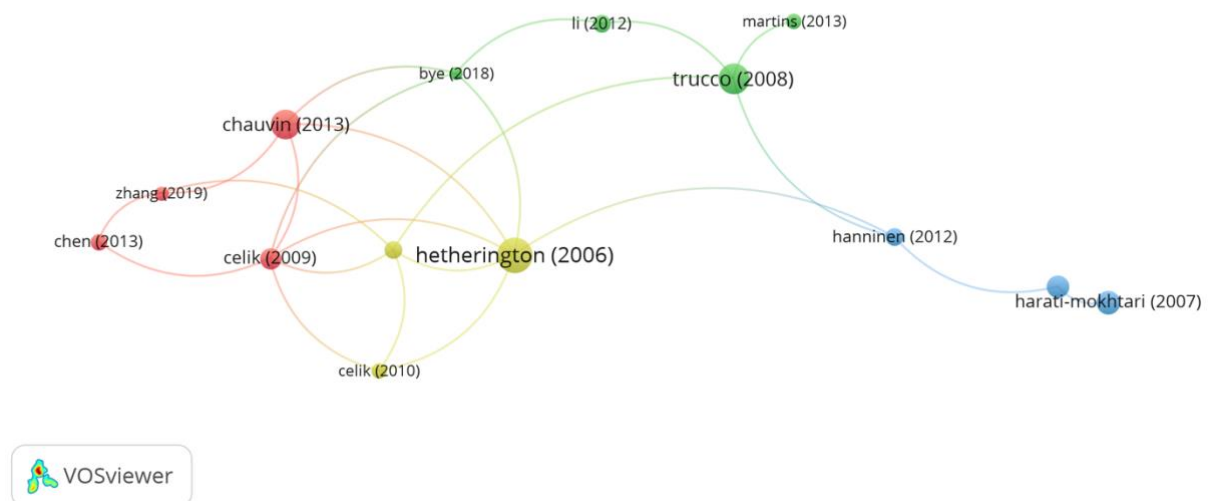 li (2012)
martins (2013)
bye (2018)
trucco (2008)
chauvin (2013)
zhang (2019)
chen (2013)
hanninen (2012)
celik (2009)
hetherington (2006)
harati-mokhtari (2007)
celik (2010)
VOSviewer